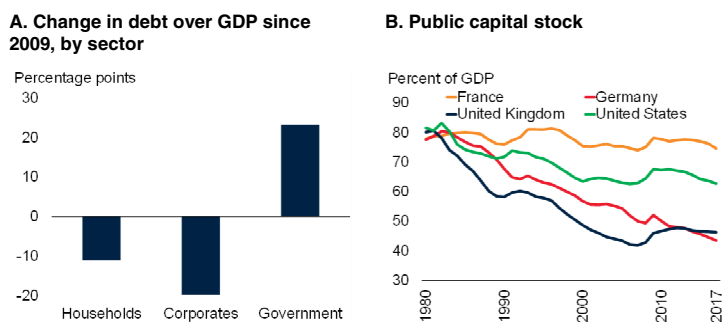 A. Change in debt over GDP since
2009, by sector
Percentage points
30
20
10
0
-10
-20
Households Corporates Government
B. Public capital stock
Percent of GDP
France Germany
United Kingdom United States
90
80
70
60
50
40
30
1980
1990
2000
2010
2017